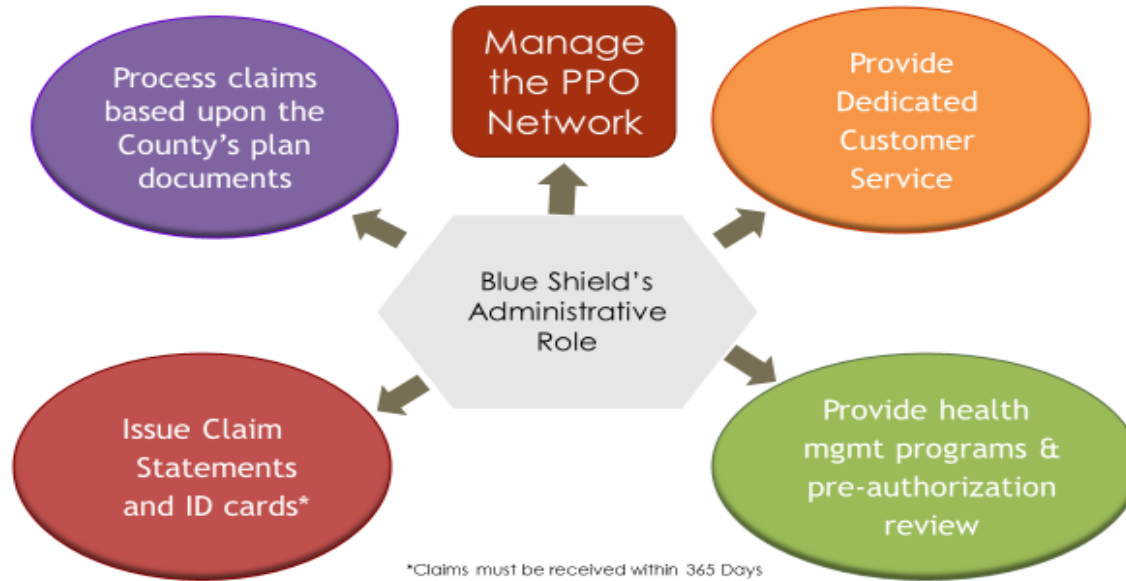 Process claims
based upon the
County's plan
documents
Manage
the PPO
Network
Provide
Dedicated
Customer
Service
Blue Shield's
Administrative
Role
Issue Claim
Statements
and ID cards*
Provide health
mgmt programs &
pre-authorization
review
*Claims must be received within 365 Days